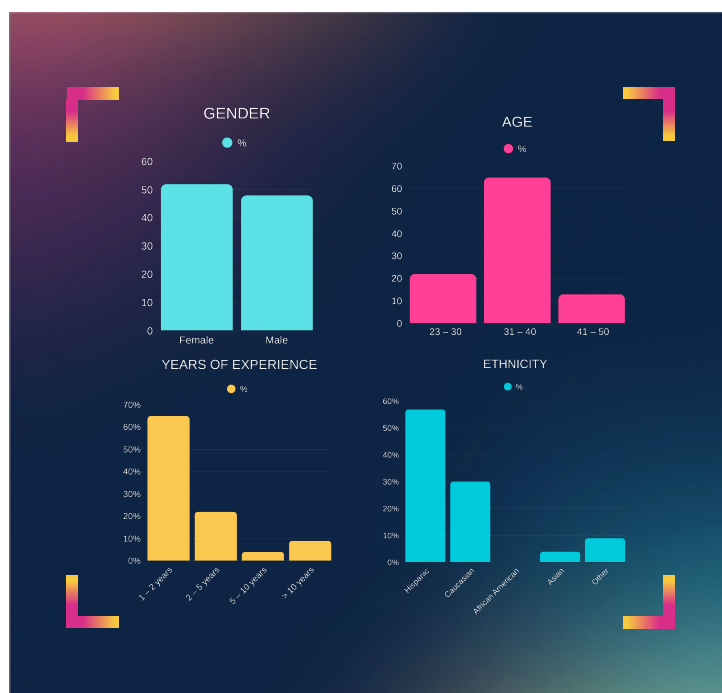 GENDER
%
60
50
40
30
20
10
0
Female Male
AGE
%
70
60
50
40
30
20
10
0
23 – 30 31 – 40 41 – 50
YEARS OF EXPERIENCE
%
70%
60%
50%
40%
30%
20%
10%
0%
1 – 2 years
2 – 5 years
5 – 10 years
> 10 years
ETHNICITY
%
60%
50%
40%
30%
20%
10%
0%
Hispanic
Caucasian
African American
Asian
Other